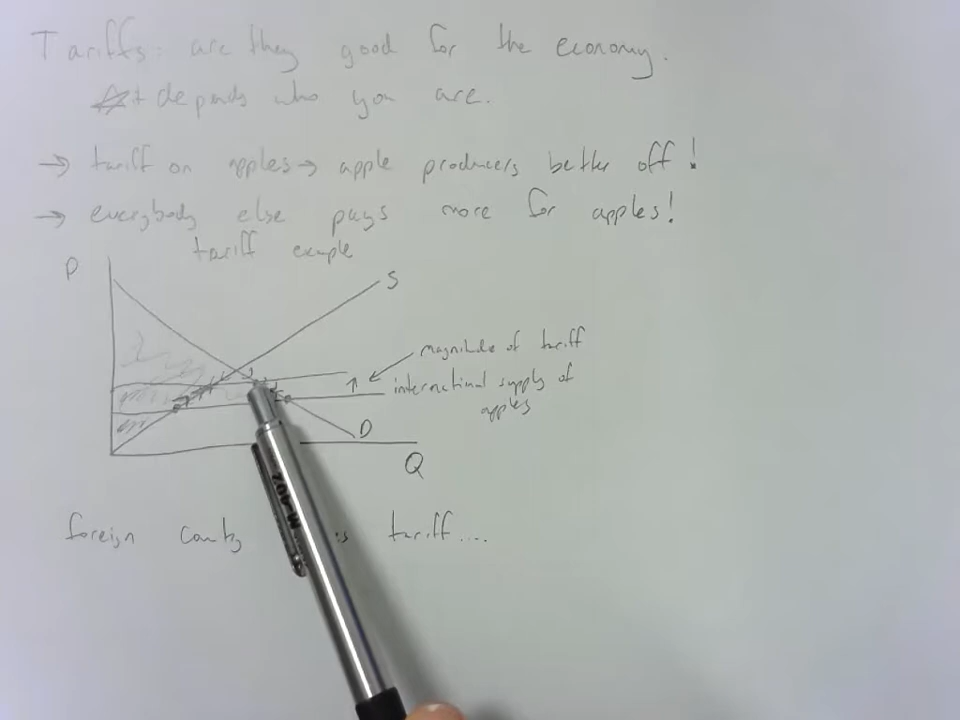 Tariffs: are they good for the economy.
It depends who you are.
→ tariff on apples → apple producers better off!
→ everybody else pays more for apples!
tariff example
P
S
magnitude of tariff
international supply of
apples
D
Q
foreign tariff....
M-402